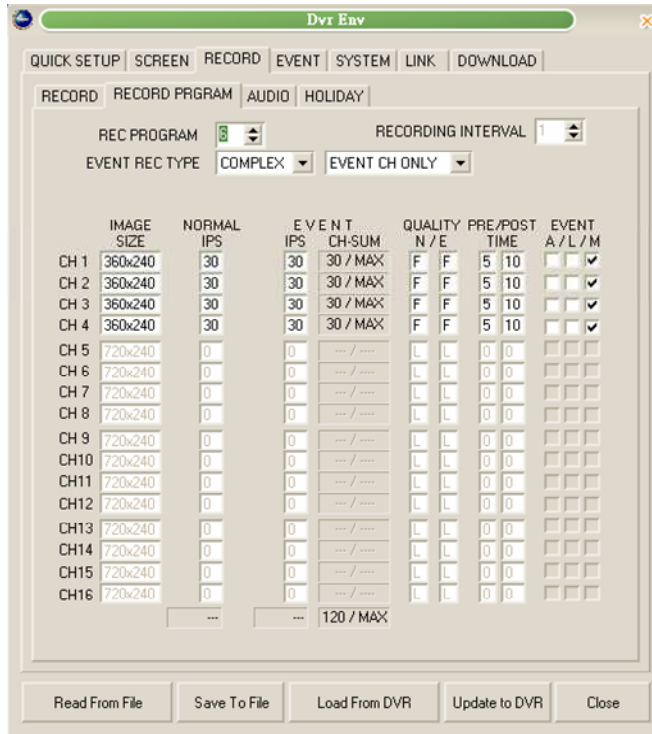 Dvr Env
QUICK SETUP SCREEN RECORD EVENT SYSTEM LINK DOWNLOAD
RECORD RECORD PRGRAM AUDIO HOLIDAY
REC PROGRAM 6 RECORDING INTERVAL 1
EVENT REC TYPE COMPLEX EVENT CH ONLY
IMAGE NORMAL E V E N T QUALITY PRE/POST EVENT
SIZE IPS IPS CH-SUM N / E TIME A / L / M
CH 1 360x240 30 30 30 / MAX F F 5 10
CH 2 360x240 30 30 30 / MAX F F 5 10
CH 3 360x240 30 30 30 / MAX F F 5 10
CH 4 360x240 30 30 30 / MAX F F 5 10
CH 5 720x240 0 0 --- / ---- L L 0 0
CH 6 720x240 0 0 --- / ---- L L 0 0
CH 7 720x240 0 0 --- / ---- L L 0 0
CH 8 720x240 0 0 --- / ---- L L 0 0
CH 9 720x240 0 0 --- / ---- L L 0 0
CH10 720x240 0 0 --- / ---- L L 0 0
CH11 720x240 0 0 --- / ---- L L 0 0
CH12 720x240 0 0 --- / ---- L L 0 0
CH13 720x240 0 0 --- / ---- L L 0 0
CH14 720x240 0 0 --- / ---- L L 0 0
CH15 720x240 0 0 --- / ---- L L 0 0
CH16 720x240 0 0 --- / ---- L L 0 0
--- --- 120 / MAX
Read From File Save To File Load From DVR Update to DVR Close